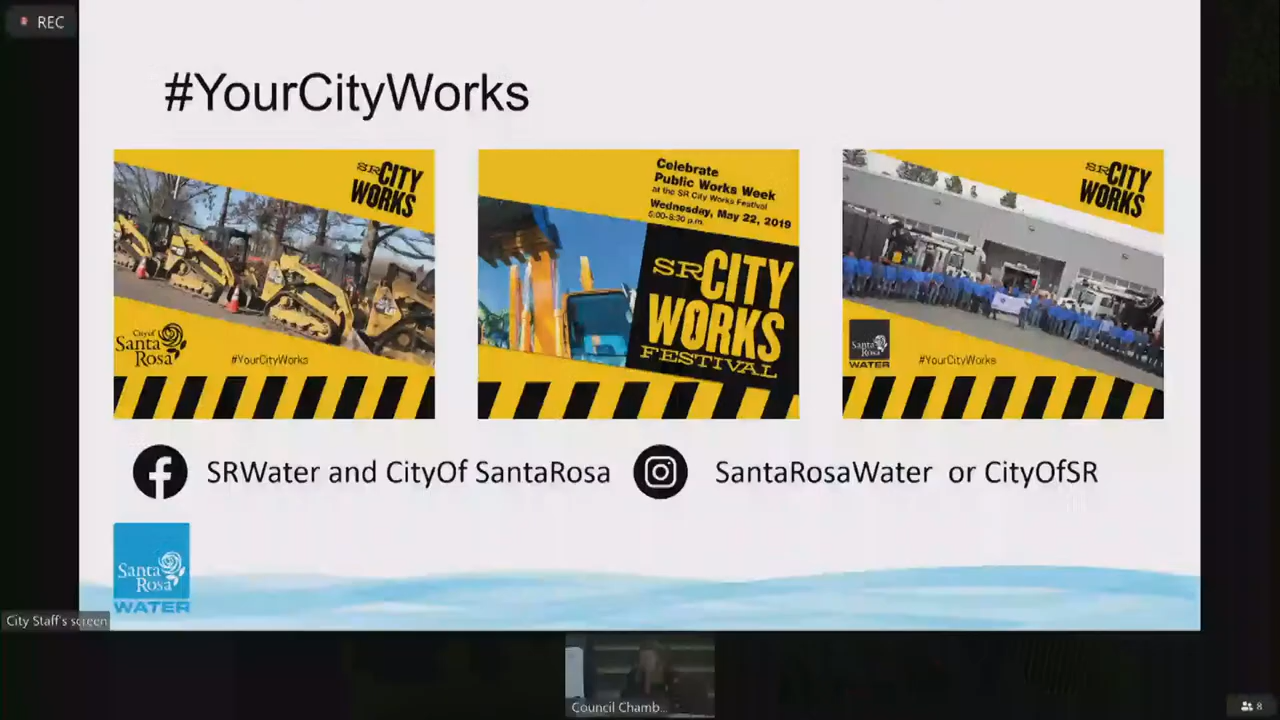 REC
#YourCityWorks
SR CITY
WORKS
City of
Santa
Rosa
#YourCityWorks
Celebrate
Public Works Week
at the SR City Works Festival
Wednesday, May 22, 2019
5:00-8:30 p.m.
SR CITY
WORKS
FESTIVAL
SR CITY
WORKS
Santa
Rosa
WATER
#YourCityWorks
SRWater and CityOf SantaRosa
SantaRosaWater or CityOfSR
Santa
Rosa
WATER
City Staff's screen
Council Chamb...
8